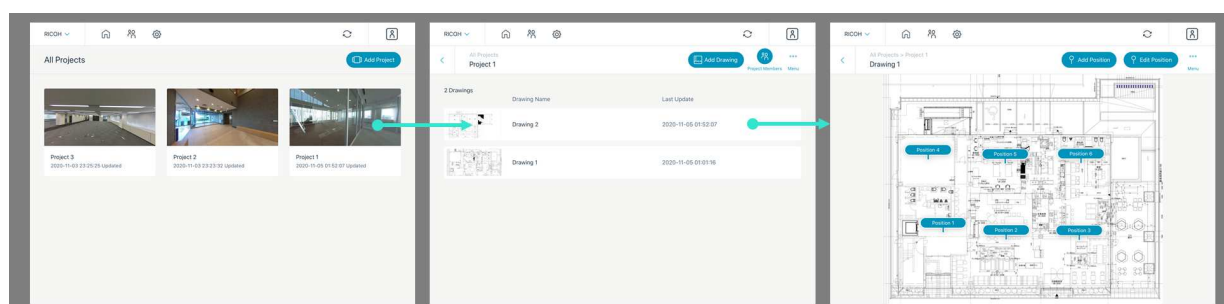 RICOH
All Projects
Add Project
Project 3
2020-11-03 23:25:25 Updated
Project 2
2020-11-03 23:23:32 Updated
Project 1
2020-11-05 01:52:07 Updated
RICOH
All Projects
Project 1
Add Drawing
Project Members
Menu
2 Drawings
Drawing Name
Last Update
Drawing 2
2020-11-05 01:52:07
Drawing 1
2020-11-05 01:01:16
RICOH
All Projects > Project 1
Drawing 1
Add Position
Edit Position
Menu
Position 4
Position 5
Position 6
Position 1
Position 2
Position 3